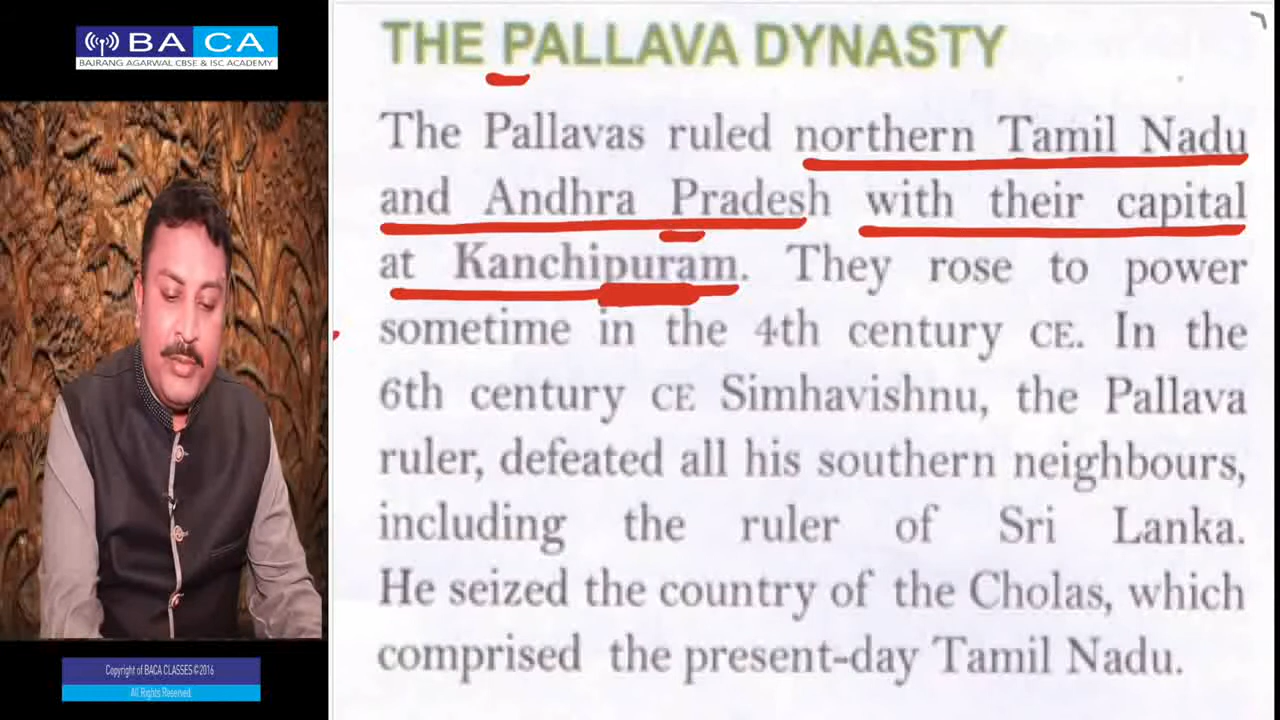 BACA
BAJRANG AGARWAL CBSE & ISC ACADEMY
THE PALLAVA DYNASTY
The Pallavas ruled northern Tamil Nadu
and Andhra Pradesh with their capital
at Kanchipuram. They rose to power
sometime in the 4th century CE. In the
6th century CE Simhavishnu, the Pallava
ruler, defeated all his southern neighbours,
including the ruler of Sri Lanka.
He seized the country of the Cholas, which
comprised the present-day Tamil Nadu.
Copyright of BACA CLASSES©2016
All Rights Reserved.